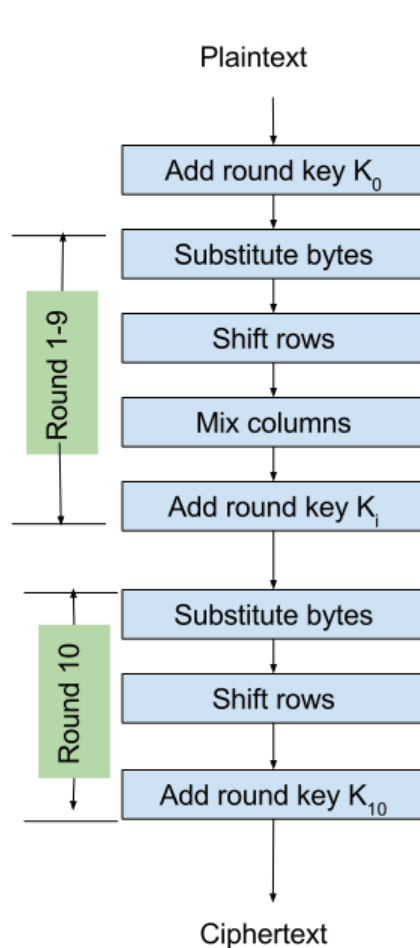 Plaintext
Add round key K₀
Substitute bytes
Shift rows
Mix columns
Add round key Kᵢ
Round 1-9
Substitute bytes
Shift rows
Add round key K₁₀
Round 10
Ciphertext